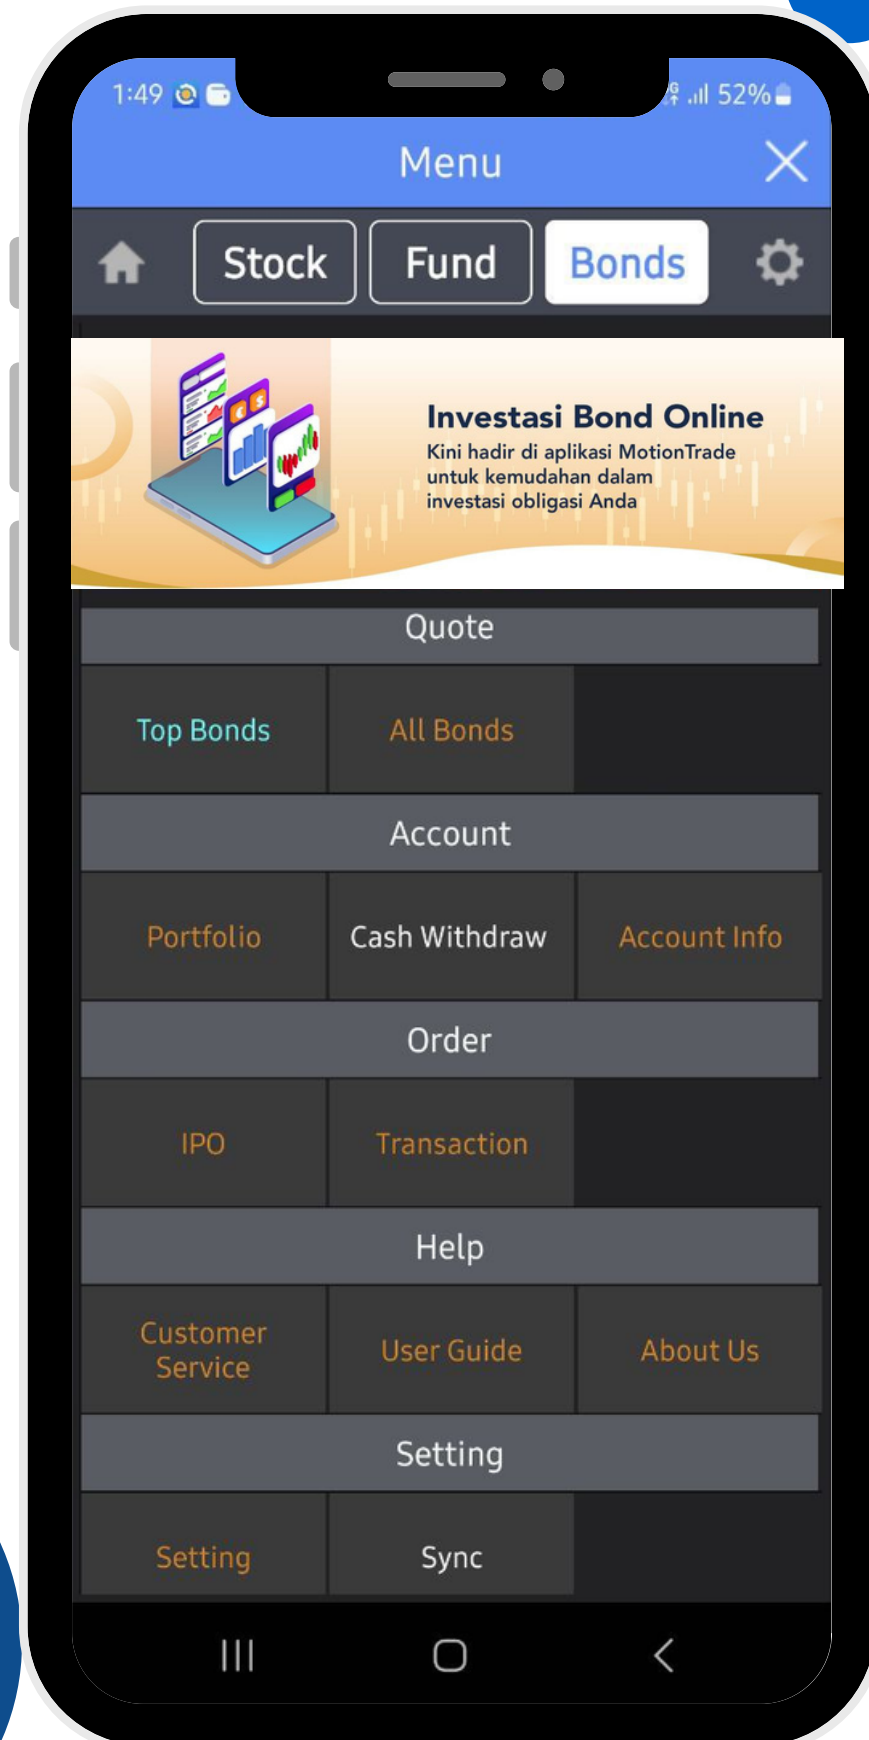 1:49
52%
Menu
Stock Fund Bonds
Investasi Bond Online
Kini hadir di aplikasi MotionTrade
untuk kemudahan dalam
investasi obligasi Anda
Quote
Top Bonds All Bonds
Account
Portfolio Cash Withdraw Account Info
Order
IPO Transaction
Help
Customer
Service
User Guide About Us
Setting
Setting Sync